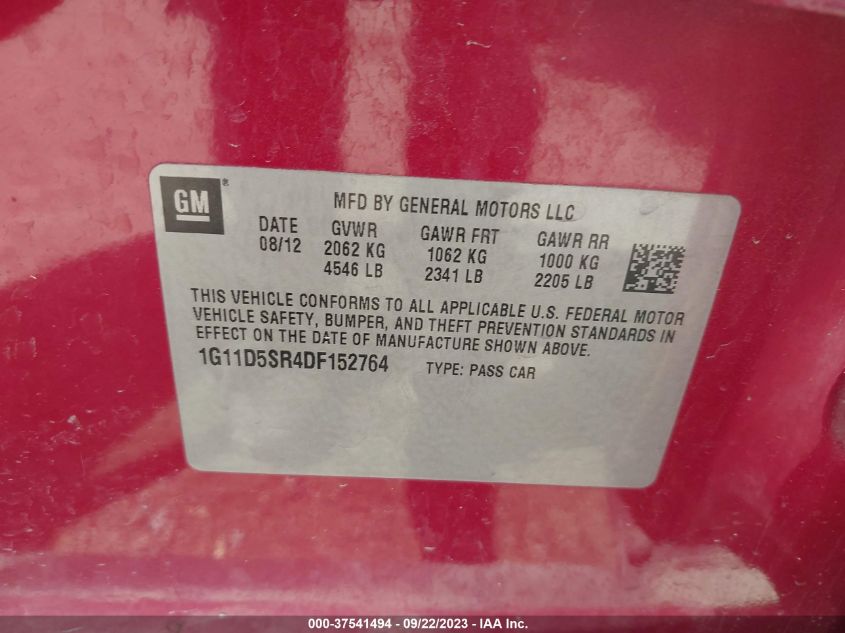 GM ®
MFD BY GENERAL MOTORS LLC
DATE GVWR GAWR FRT GAWR RR
08/12 2062 KG 1062 KG 1000 KG
4546 LB 2341 LB 2205 LB
THIS VEHICLE CONFORMS TO ALL APPLICABLE U.S. FEDERAL MOTOR
VEHICLE SAFETY, BUMPER, AND THEFT PREVENTION STANDARDS IN
EFFECT ON THE DATE OF MANUFACTURE SHOWN ABOVE.
1G11D5SR4DF152764 TYPE: PASS CAR
000-37541494 - 09/22/2023 - IAA Inc.